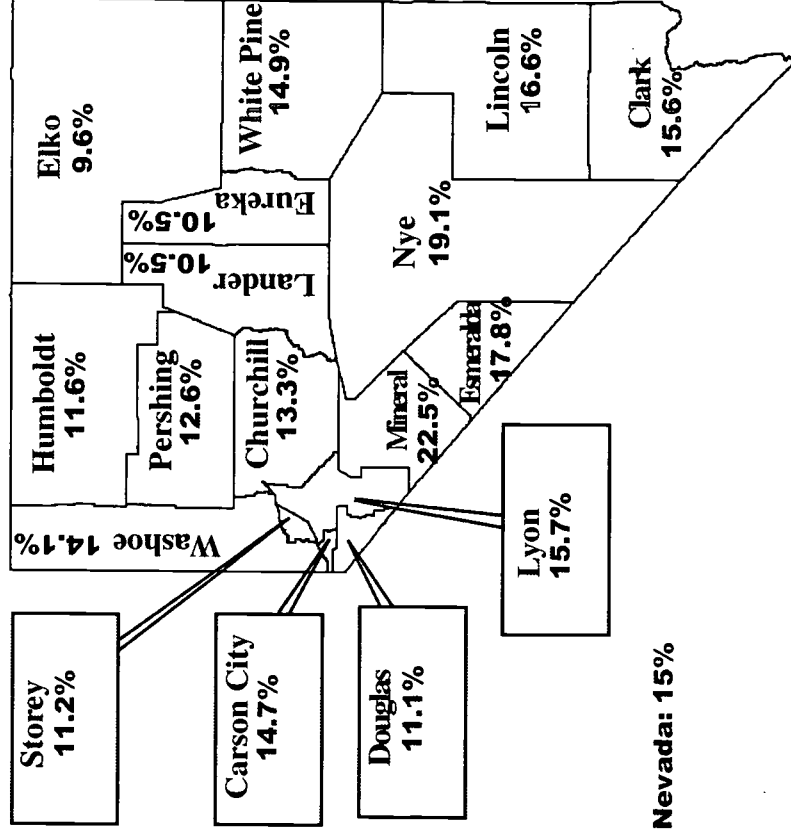 Elko
9.6%
White Pine
14.9%
Humboldt
11.6%
Eureka
10.5%
Lander
10.5%
Pershing
12.6%
Churchill
13.3%
Washoe 14.1%
Lincoln
16.6%
Clark
15.6%
Nye
19.1%
Esmeralda
17.8%
Mineral
22.5%
Storey
11.2%
Carson City
14.7%
Douglas
11.1%
Lyon
15.7%
Nevada: 15%